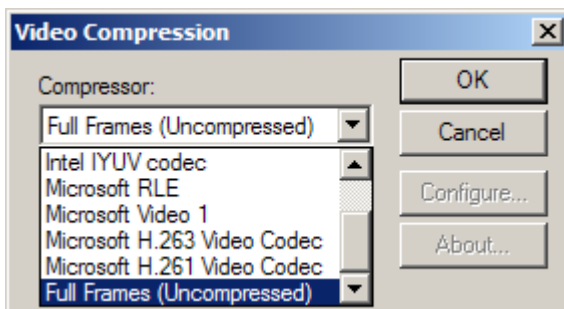 Video Compression
Compressor:
Full Frames (Uncompressed)
Intel IYUV codec
Microsoft RLE
Microsoft Video 1
Microsoft H.263 Video Codec
Microsoft H.261 Video Codec
Full Frames (Uncompressed)
OK
Cancel
Configure...
About...